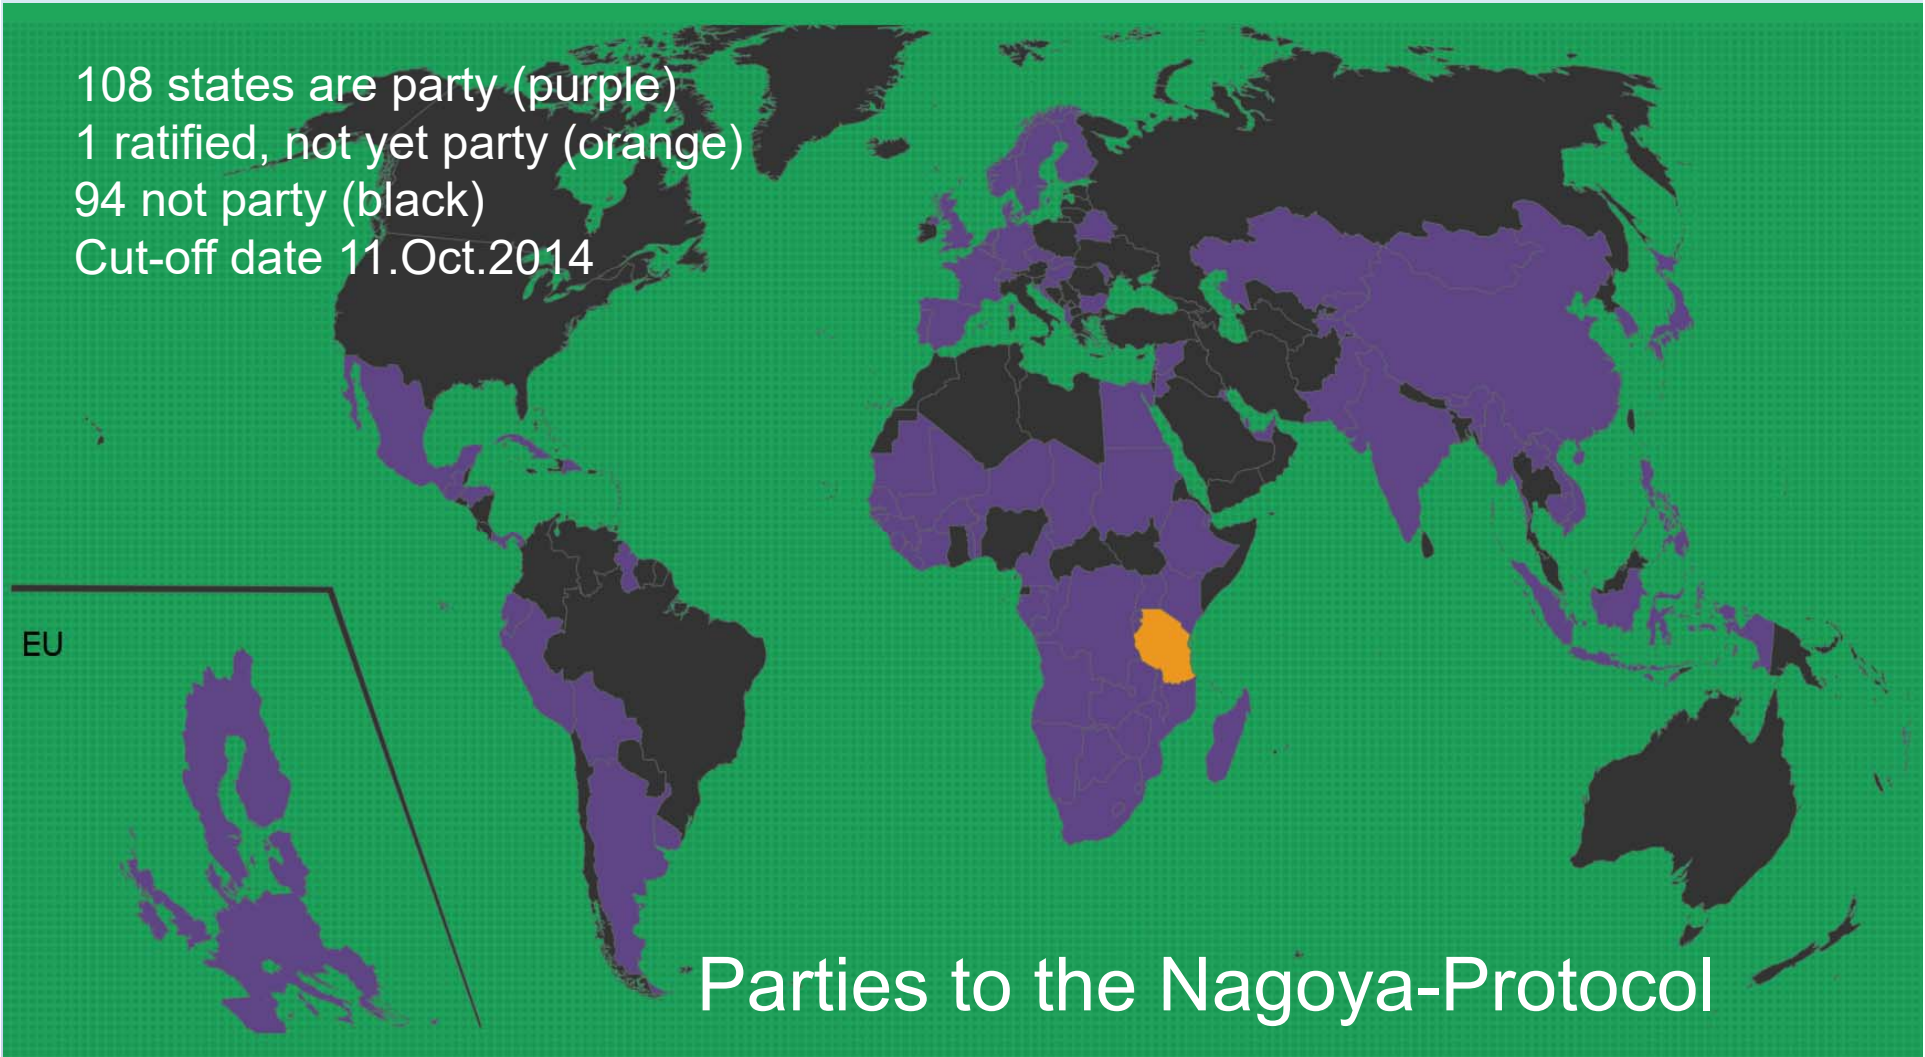 108 states are party (purple)
1 ratified, not yet party (orange)
94 not party (black)
Cut-off date 11.Oct.2014
EU
Parties to the Nagoya-Protocol